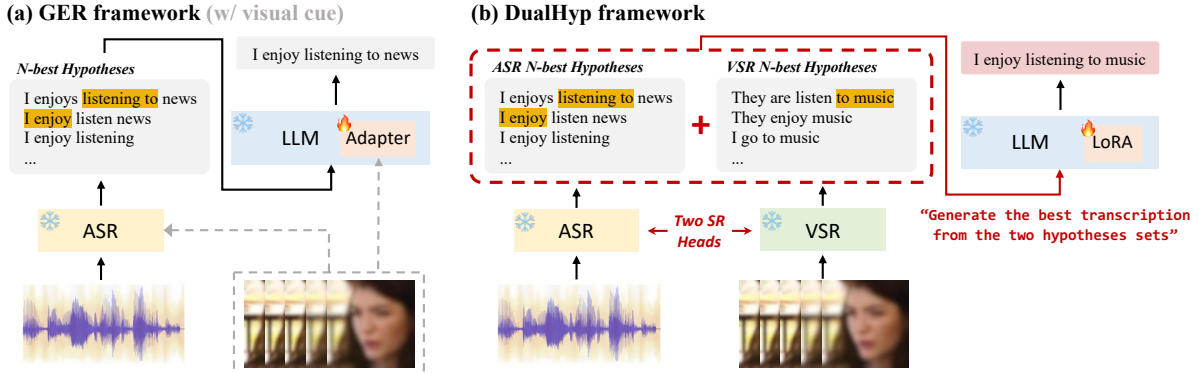 (a) GER framework (w/ visual cue)
N-best Hypotheses
I enjoys listening to news
I enjoy listen news
I enjoy listening
...
I enjoy listening to news
LLM
Adapter
ASR
(b) DualHyp framework
ASR N-best Hypotheses
I enjoys listening to news
I enjoy listen news
I enjoy listening
...
+
VSR N-best Hypotheses
They are listen to music
They enjoy music
I go to music
...
I enjoy listening to music
LLM
LoRA
ASR
Two SR
Heads
VSR
"Generate the best transcription
from the two hypotheses sets"